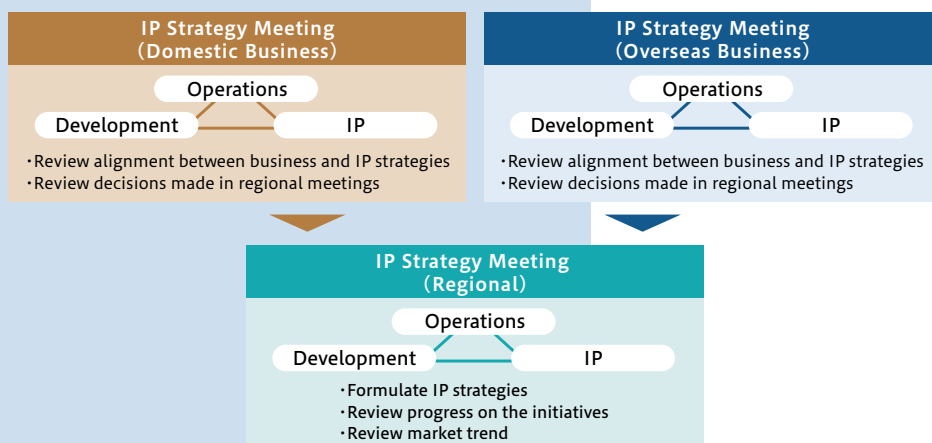 IP Strategy Meeting
(Domestic Business)
Operations
Development
IP
・Review alignment between business and IP strategies
・Review decisions made in regional meetings
IP Strategy Meeting
(Overseas Business)
Operations
Development
IP
・Review alignment between business and IP strategies
・Review decisions made in regional meetings
IP Strategy Meeting
(Regional)
Operations
Development
IP
・Formulate IP strategies
・Review progress on the initiatives
・Review market trend